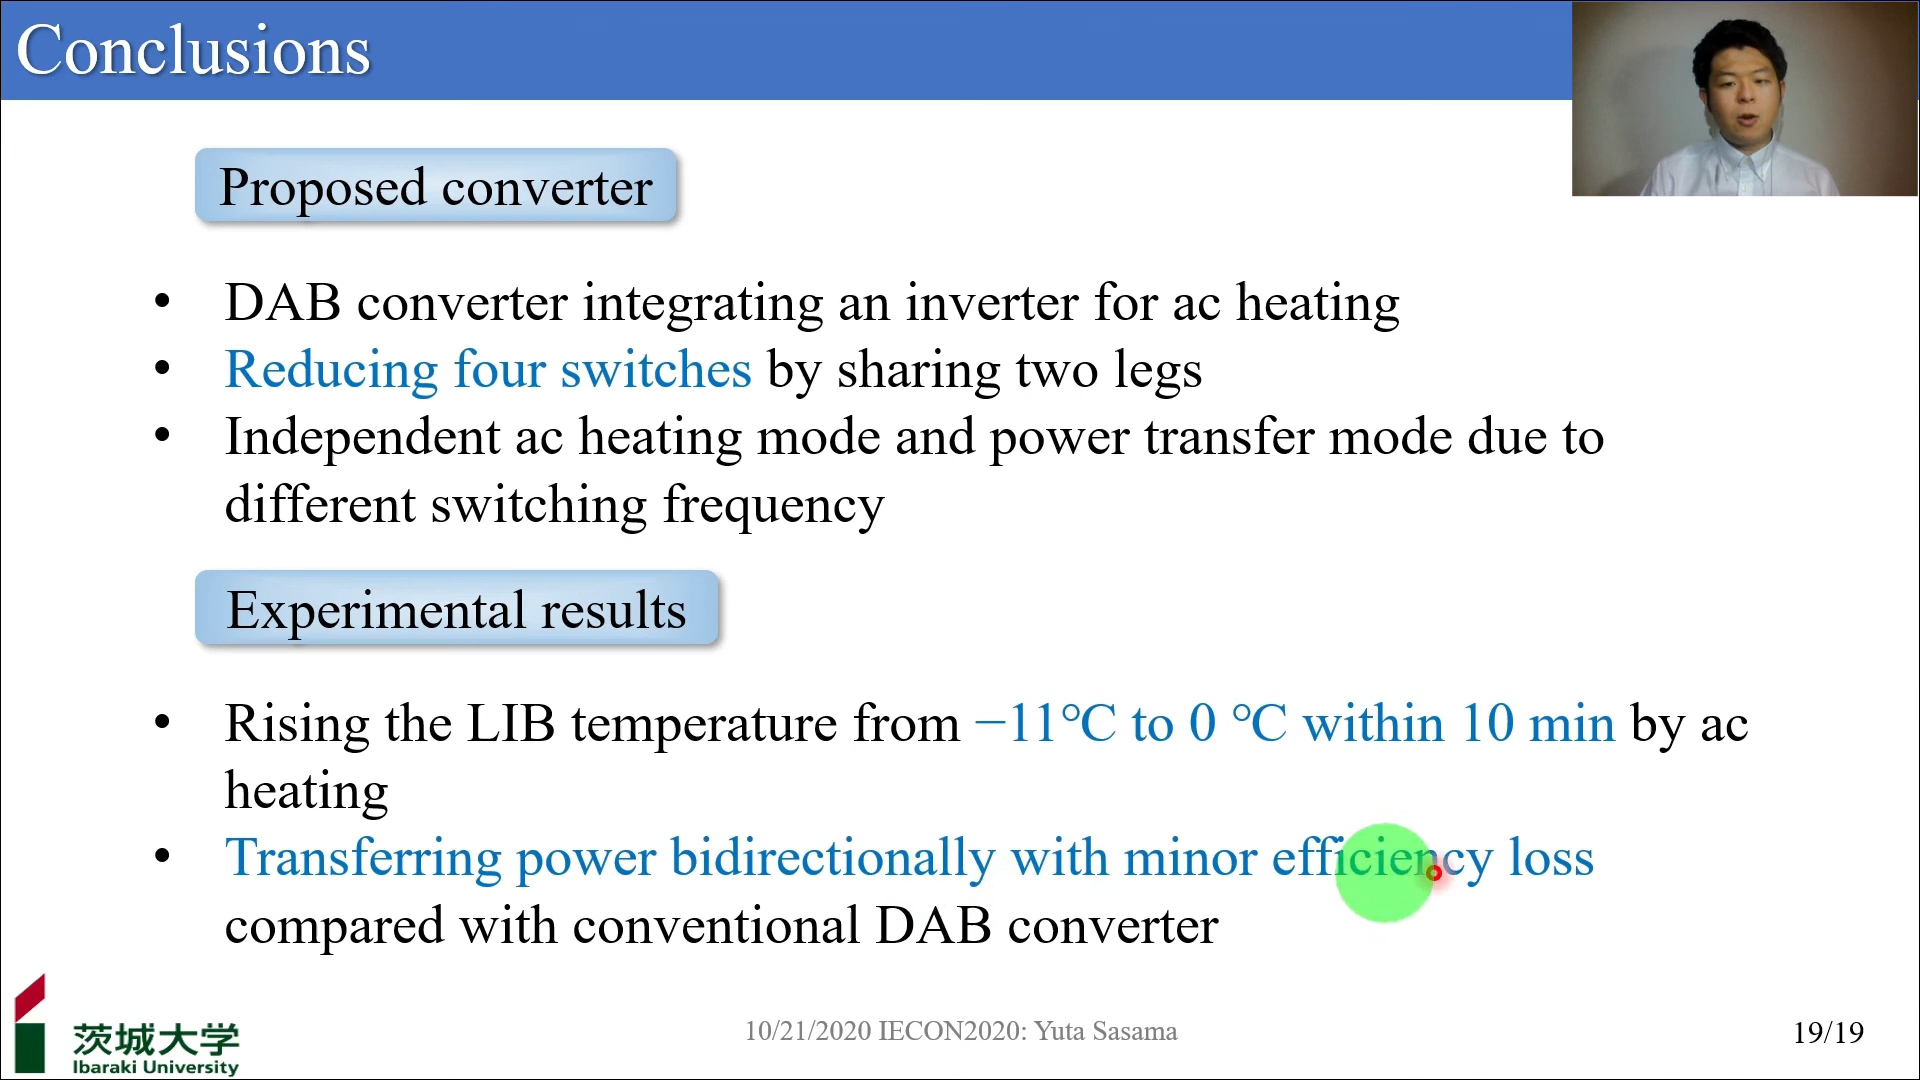 Conclusions
Proposed converter
• DAB converter integrating an inverter for ac heating
• Reducing four switches by sharing two legs
• Independent ac heating mode and power transfer mode due to
different switching frequency
Experimental results
• Rising the LIB temperature from −11℃ to 0 ℃ within 10 min by ac
heating
• Transferring power bidirectionally with minor efficiency loss
compared with conventional DAB converter
茨城大学
Ibaraki University
10/21/2020 IECON2020: Yuta Sasama
19/19